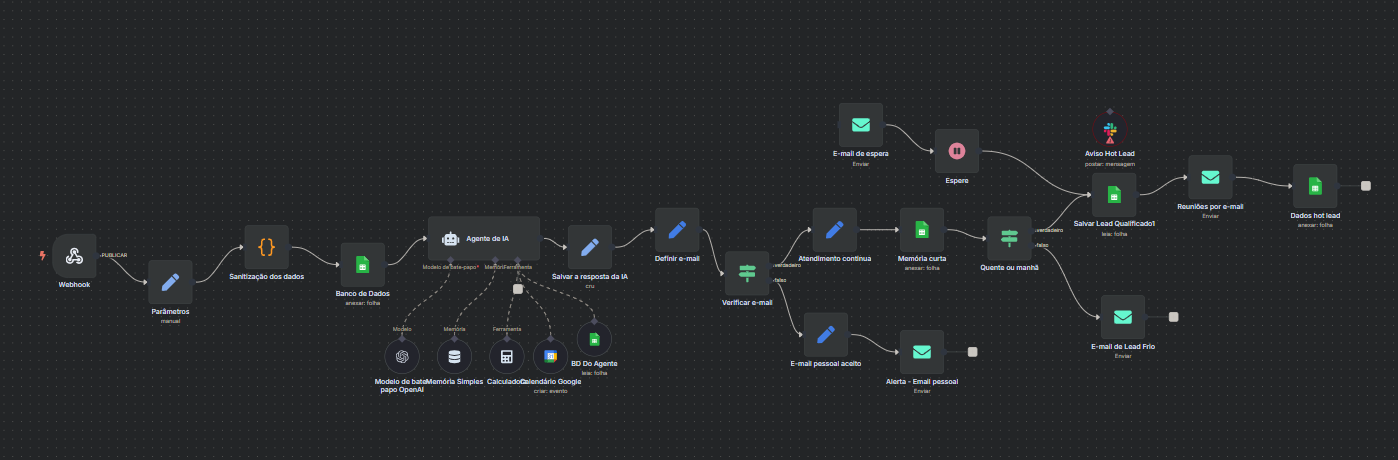 PUBLICAR
Webhook
Parâmetros
manual
Sanitização dos dados
Banco de Dados
anexar: folha
Agente de IA
Modelo de bate-papo*
Memória
Ferramenta
Modelo
Memória
Ferramenta
Modelo de bate-
papo OpenAI
Memória Simples
Calculadora
Calendário Google
criar: evento
BD Do Agente
leia: folha
Salvar a resposta da IA
cru
Definir e-mail
Verificar e-mail
verdadeiro
falso
Atendimento continua
Memória curta
anexar: folha
E-mail pessoal aceito
Alerta - Email pessoal
Enviar
E-mail de espera
Enviar
Espere
Quente ou manhã
verdadeiro
falso
Aviso Hot Lead
postar: mensagem
Salvar Lead Qualificado1
leia: folha
Reuniões por e-mail
Enviar
Dados hot lead
anexar: folha
E-mail de Lead Frio
Enviar